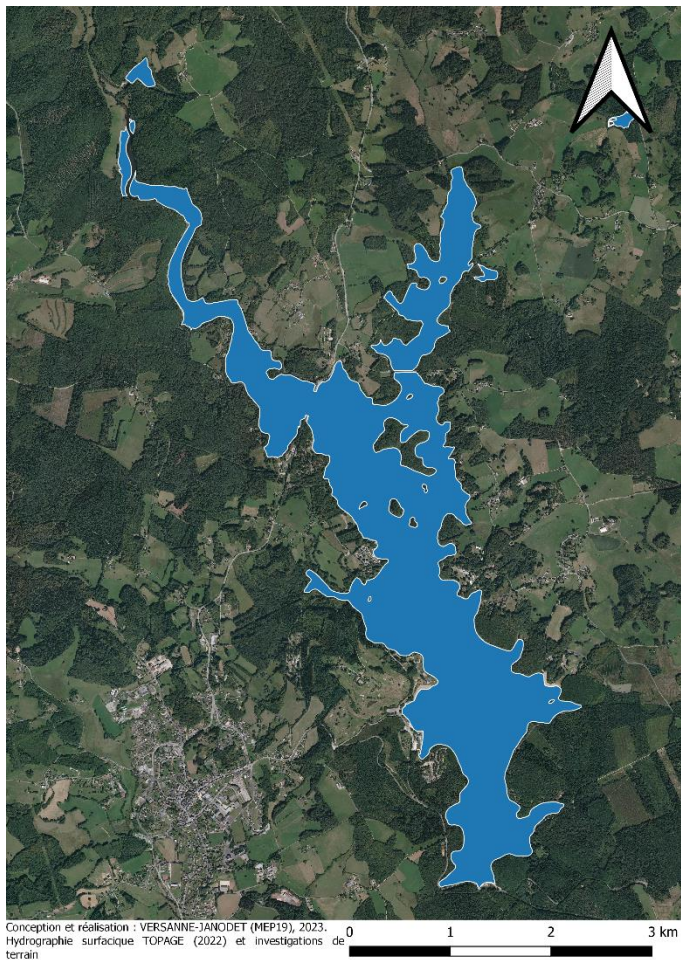 Conception et réalisation : VERSANNE-JANODET (MEP19), 2023.
Hydrographie surfacique TOPAGE (2022) et investigations de
terrain
0 1 2 3 km